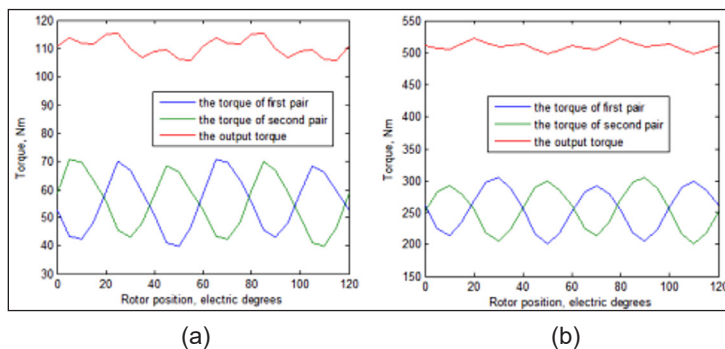 120
110
100
90
80
70
60
50
40
30
Torque, Nm
the torque of first pair
the torque of second pair
the output torque
0 20 40 60 80 100 120
Rotor position, electric degrees
(a)
550
500
450
400
350
300
250
200
150
Torque, Nm
the torque of first pair
the torque of second pair
the output torque
0 20 40 60 80 100 120
Rotor position, electric degrees
(b)